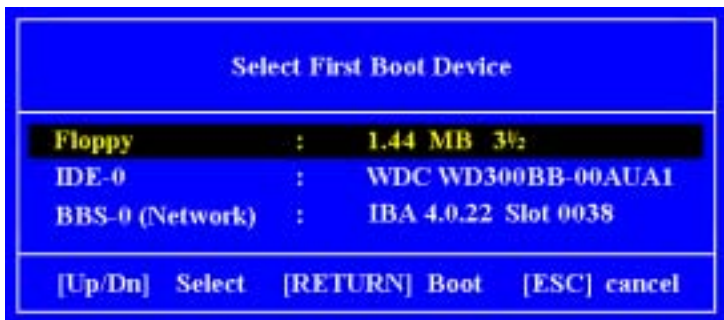 Select First Boot Device
Floppy : 1.44 MB 3½
IDE-0 : WDC WD300BB-00AUA1
BBS-0 (Network) : IBA 4.0.22 Slot 0038
[Up/Dn] Select [RETURN] Boot [ESC] cancel